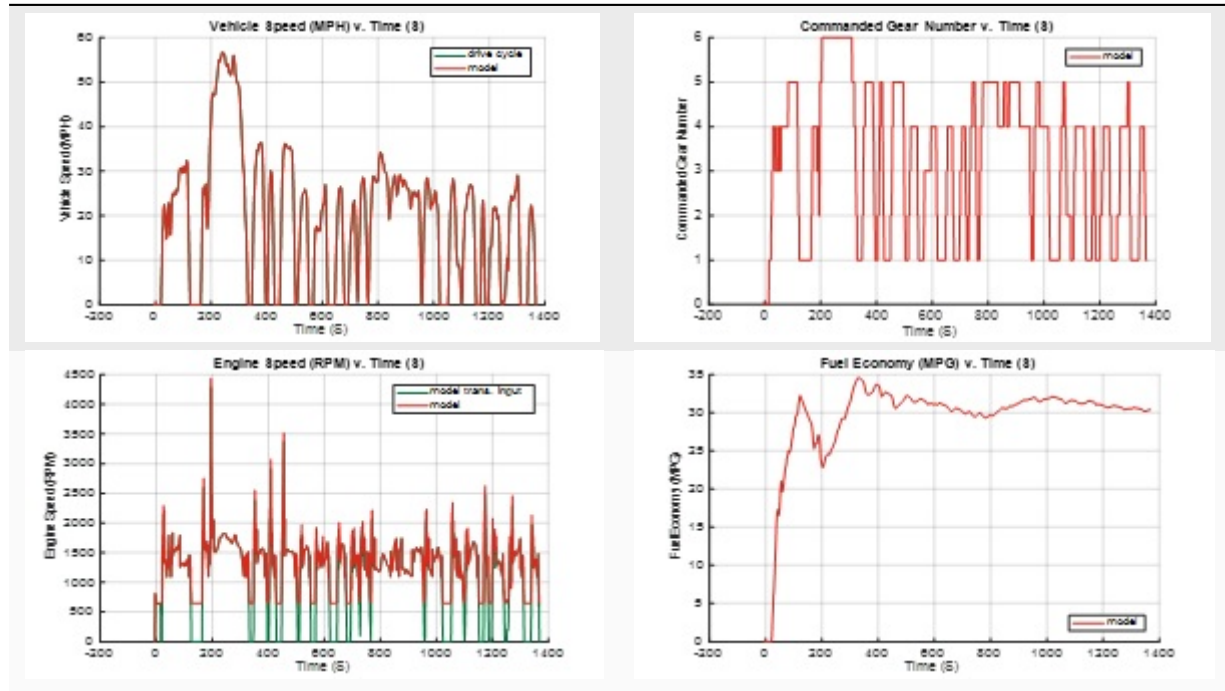 Vehicle Speed (MPH) v. Time (S)
60
50
40
30
20
10
0
-200 0 200 400 600 800 1000 1200 1400
Vehicle Speed (MPH)
Time (S)
drive cycle
model
Commanded Gear Number v. Time (S)
6
5
4
3
2
1
0
-200 0 200 400 600 800 1000 1200 1400
Commanded Gear Number
Time (S)
model
Engine Speed (RPM) v. Time (S)
4500
4000
3500
3000
2500
2000
1500
1000
500
0
-200 0 200 400 600 800 1000 1200 1400
Engine Speed (RPM)
Time (S)
model trans. input
model
Fuel Economy (MPG) v. Time (S)
35
30
25
20
15
10
5
0
-200 0 200 400 600 800 1000 1200 1400
Fuel Economy (MPG)
Time (S)
model